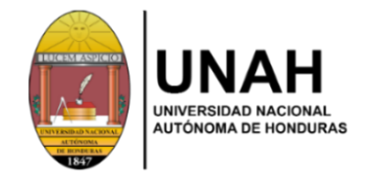 LUCEM ASPICIO
UNIVERSIDAD NACIONAL
AUTÓNOMA
DE HONDURAS
1847
UNAH
UNIVERSIDAD NACIONAL
AUTÓNOMA DE HONDURAS